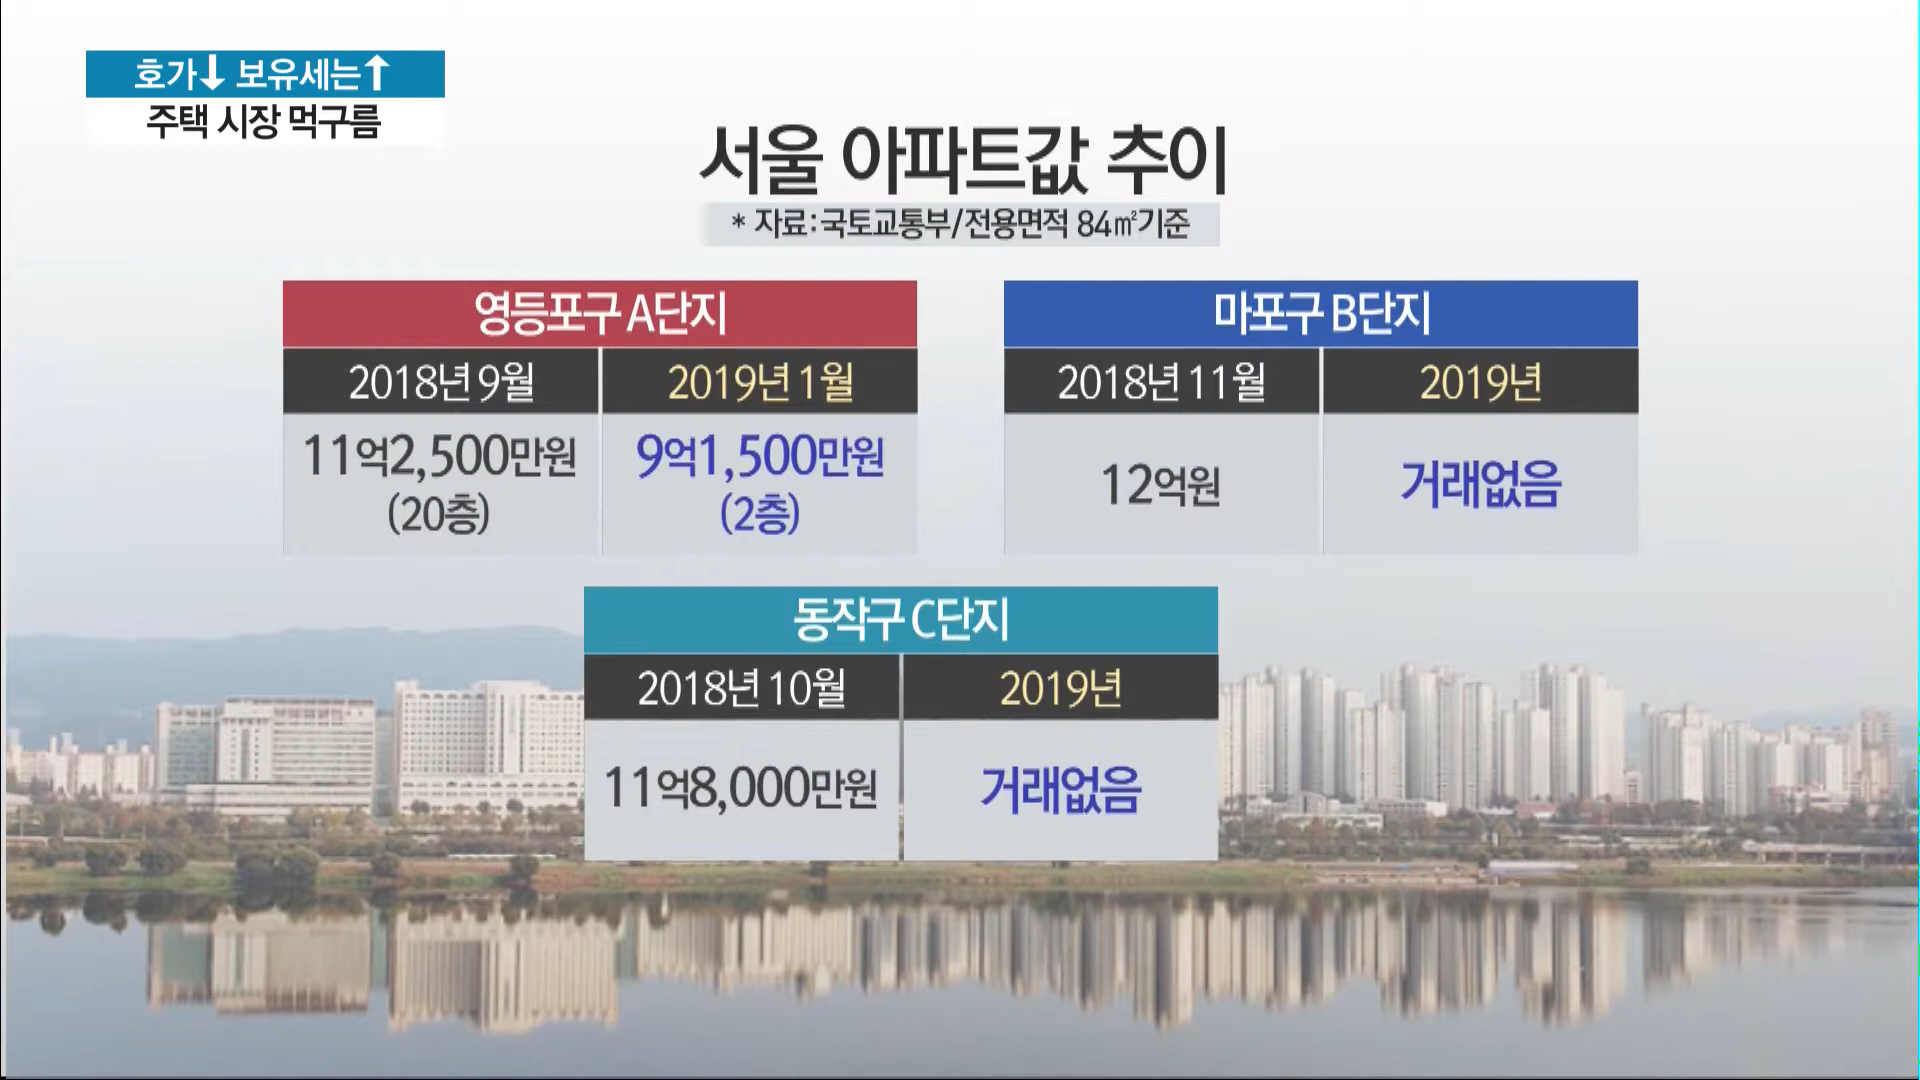 호가↓ 보유세는↑
주택 시장 먹구름
서울 아파트값 추이
* 자료:국토교통부/전용면적 84㎡기준
영등포구 A단지
2018년 9월 2019년 1월
11억2,500만원 9억1,500만원
(20층) (2층)
마포구 B단지
2018년 11월 2019년
12억원 거래없음
동작구 C단지
2018년 10월 2019년
11억8,000만원 거래없음